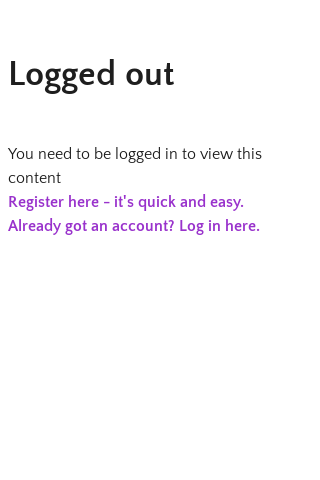 Logged out
You need to be logged in to view this
content
Register here - it's quick and easy.
Already got an account? Log in here.